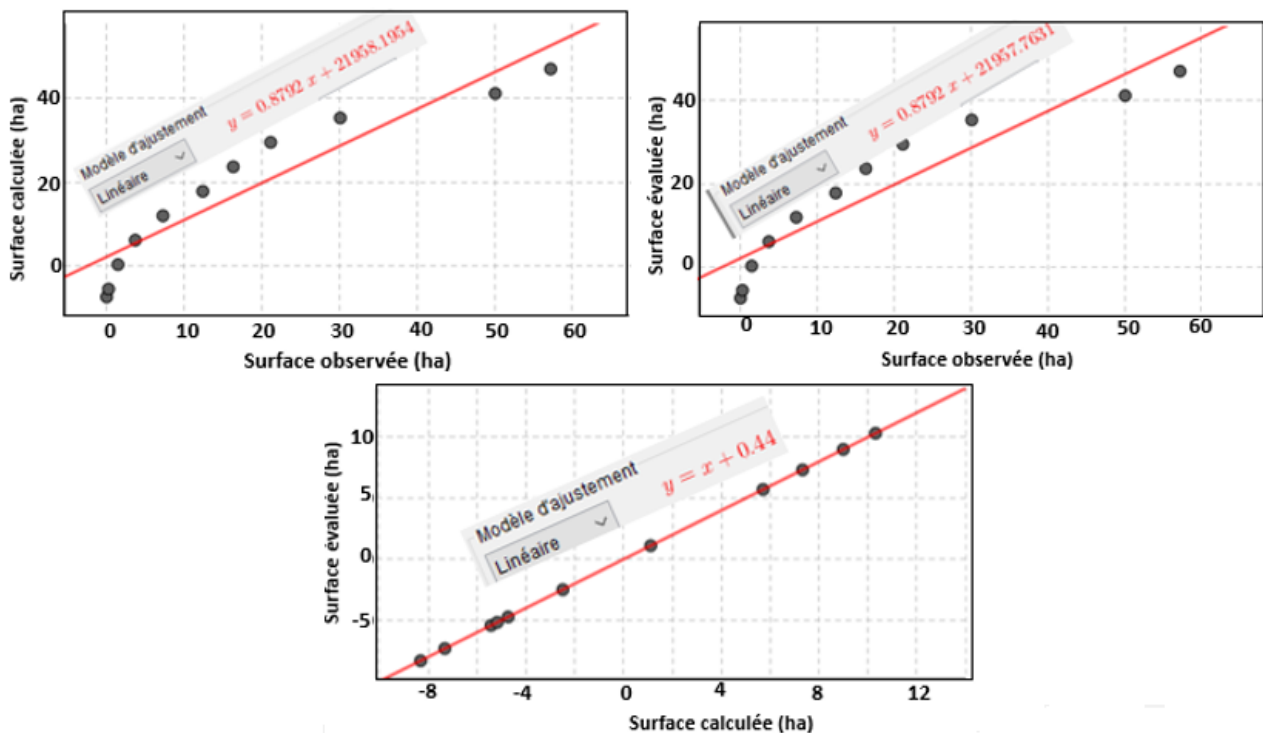 Surface calculée (ha)
40
20
0
Modèle d'ajustement
Linéaire
y = 0.8792 x + 21958.1954
0 10 20 30 40 50 60
Surface observée (ha)
Surface évaluée (ha)
40
20
0
Modèle d'ajustement
Linéaire
y = 0.8792 x + 21957.7631
0 10 20 30 40 50 60
Surface observée (ha)
Surface évaluée (ha)
10
5
0
-5
Modèle d'ajustement
Linéaire
y = x + 0.44
-8 -4 0 4 8 12
Surface calculée (ha)